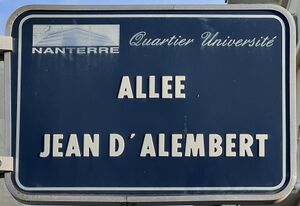 NANTERRE Quartier Université
ALLEE
JEAN D'ALEMBERT